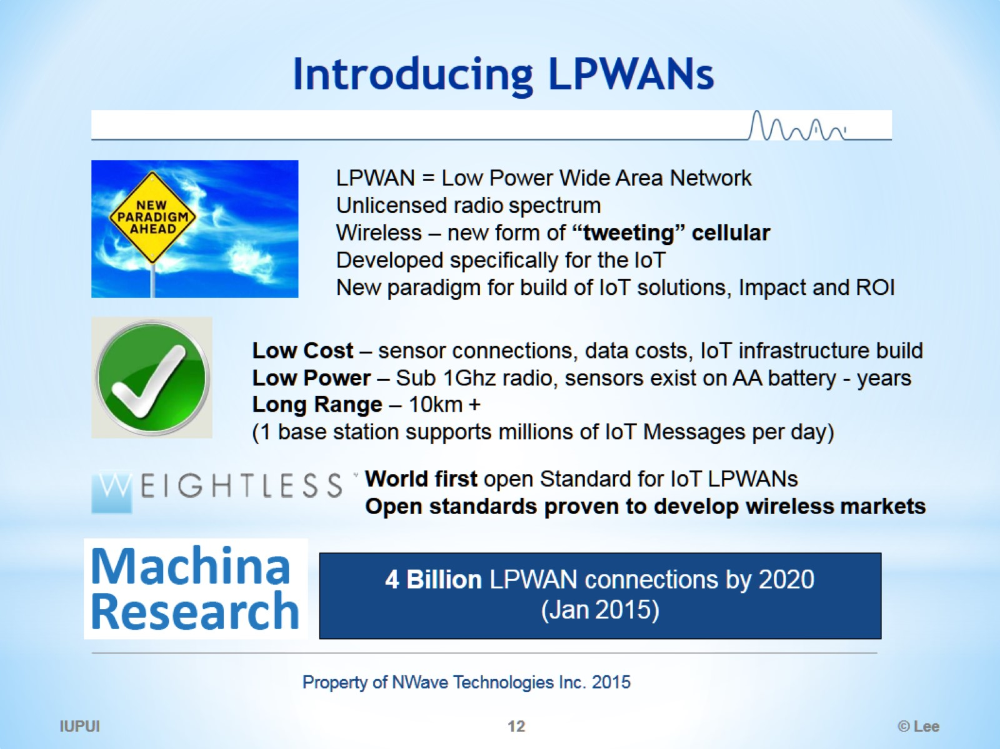 Introducing LPWANs
NEW
PARADIGM
AHEAD
LPWAN = Low Power Wide Area Network
Unlicensed radio spectrum
Wireless – new form of “tweeting” cellular
Developed specifically for the IoT
New paradigm for build of IoT solutions, Impact and ROI
Low Cost – sensor connections, data costs, IoT infrastructure build
Low Power – Sub 1Ghz radio, sensors exist on AA battery - years
Long Range – 10km +
(1 base station supports millions of IoT Messages per day)
WEIGHTLESS
World first open Standard for IoT LPWANs
Open standards proven to develop wireless markets
Machina
Research
4 Billion LPWAN connections by 2020
(Jan 2015)
Property of NWave Technologies Inc. 2015
IUPUI
12
© Lee